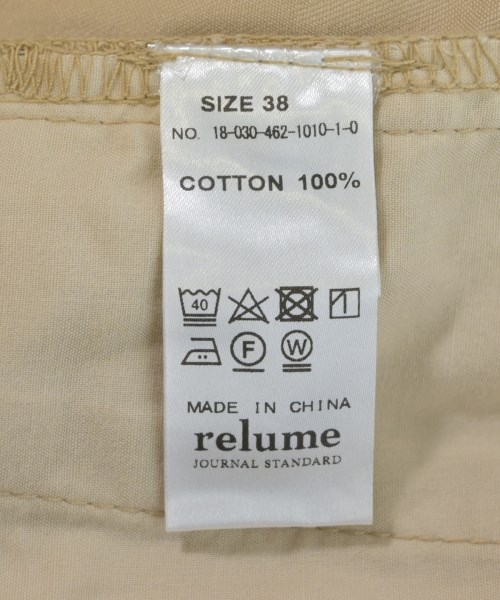 SIZE 38
NO. 18-030-462-1010-1-0
COTTON 100%
40
F W
MADE IN CHINA
relume
JOURNAL STANDARD